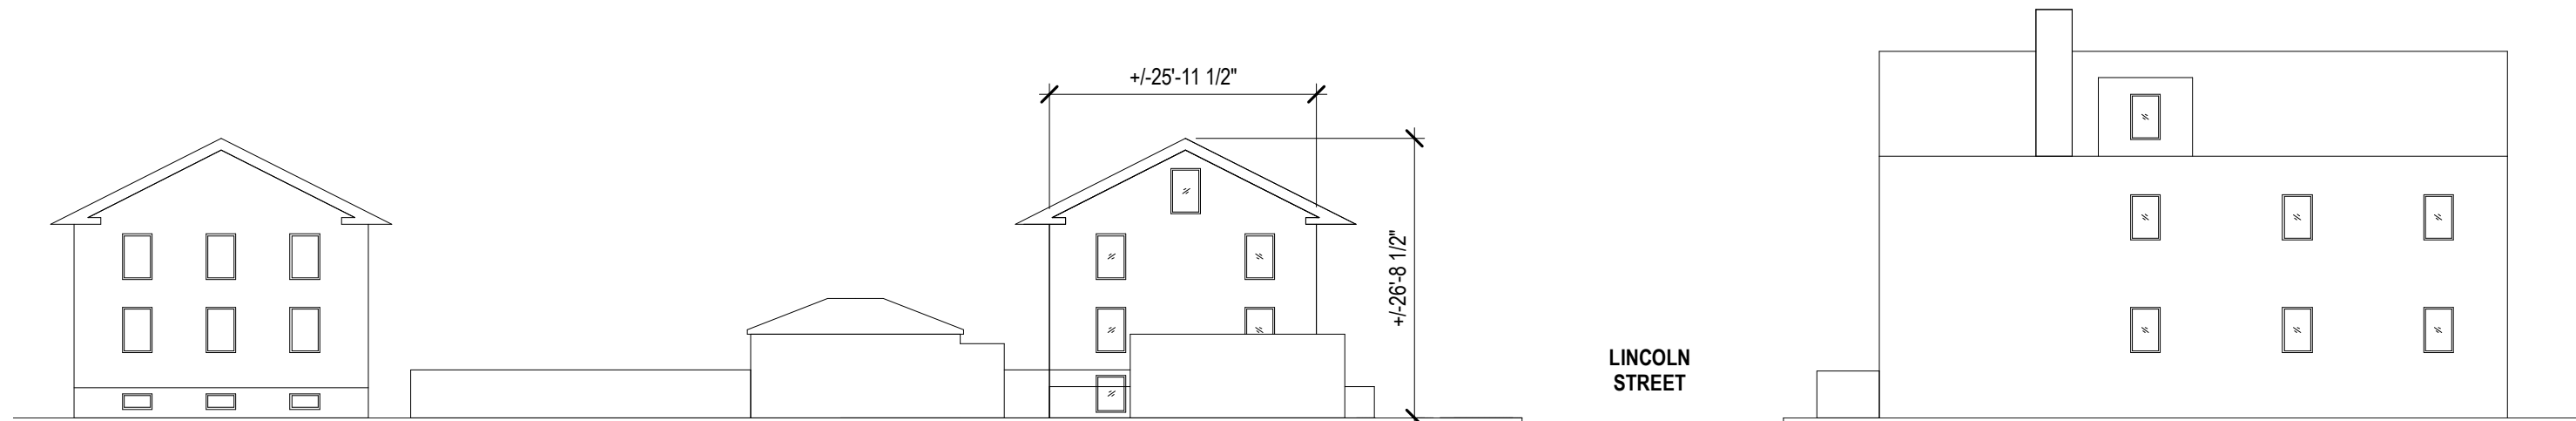 +/-25'-11 1/2"
+/-26'-8 1/2"
LINCOLN
STREET